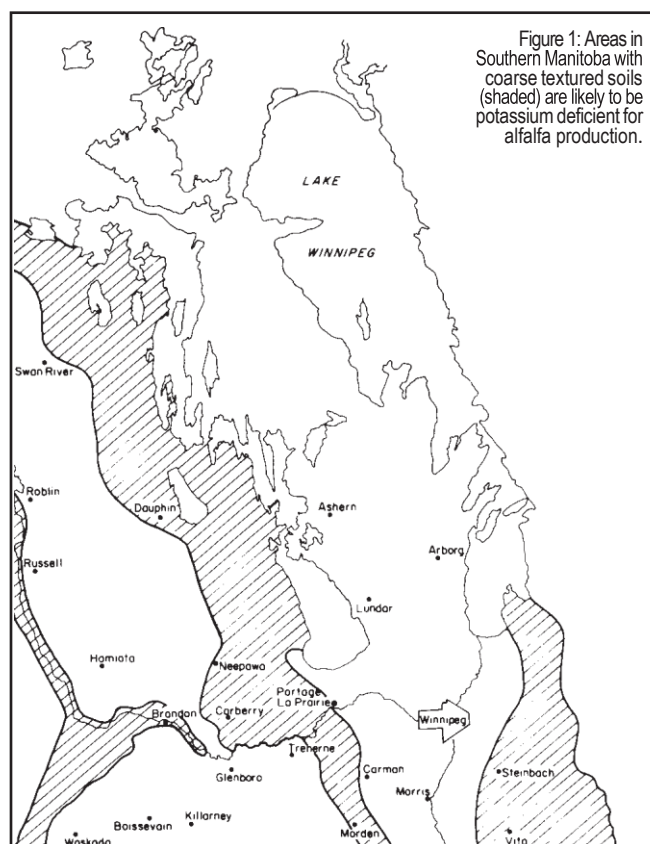 Figure 1: Areas in
Southern Manitoba with
coarse textured soils
(shaded) are likely to be
potassium deficient for
alfalfa production.
LAKE
WINNIPEG
Swan River
Roblin
Dauphin
Ashern
Russell
Arborg
Lundar
Hamiota
Neepawa
Portage
La Prairie
Brandon
Carberry
Winnipeg
Treherne
Glenboro
Carman
Steinbach
Morris
Boissevain
Killarney
Waskada
Morden
Vita